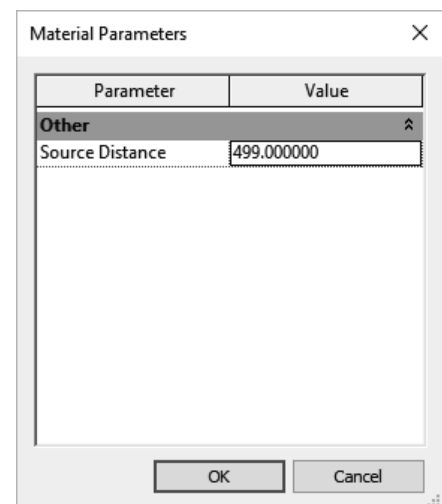 Material Parameters
Parameter Value
Other
Source Distance 499.000000
OK Cancel